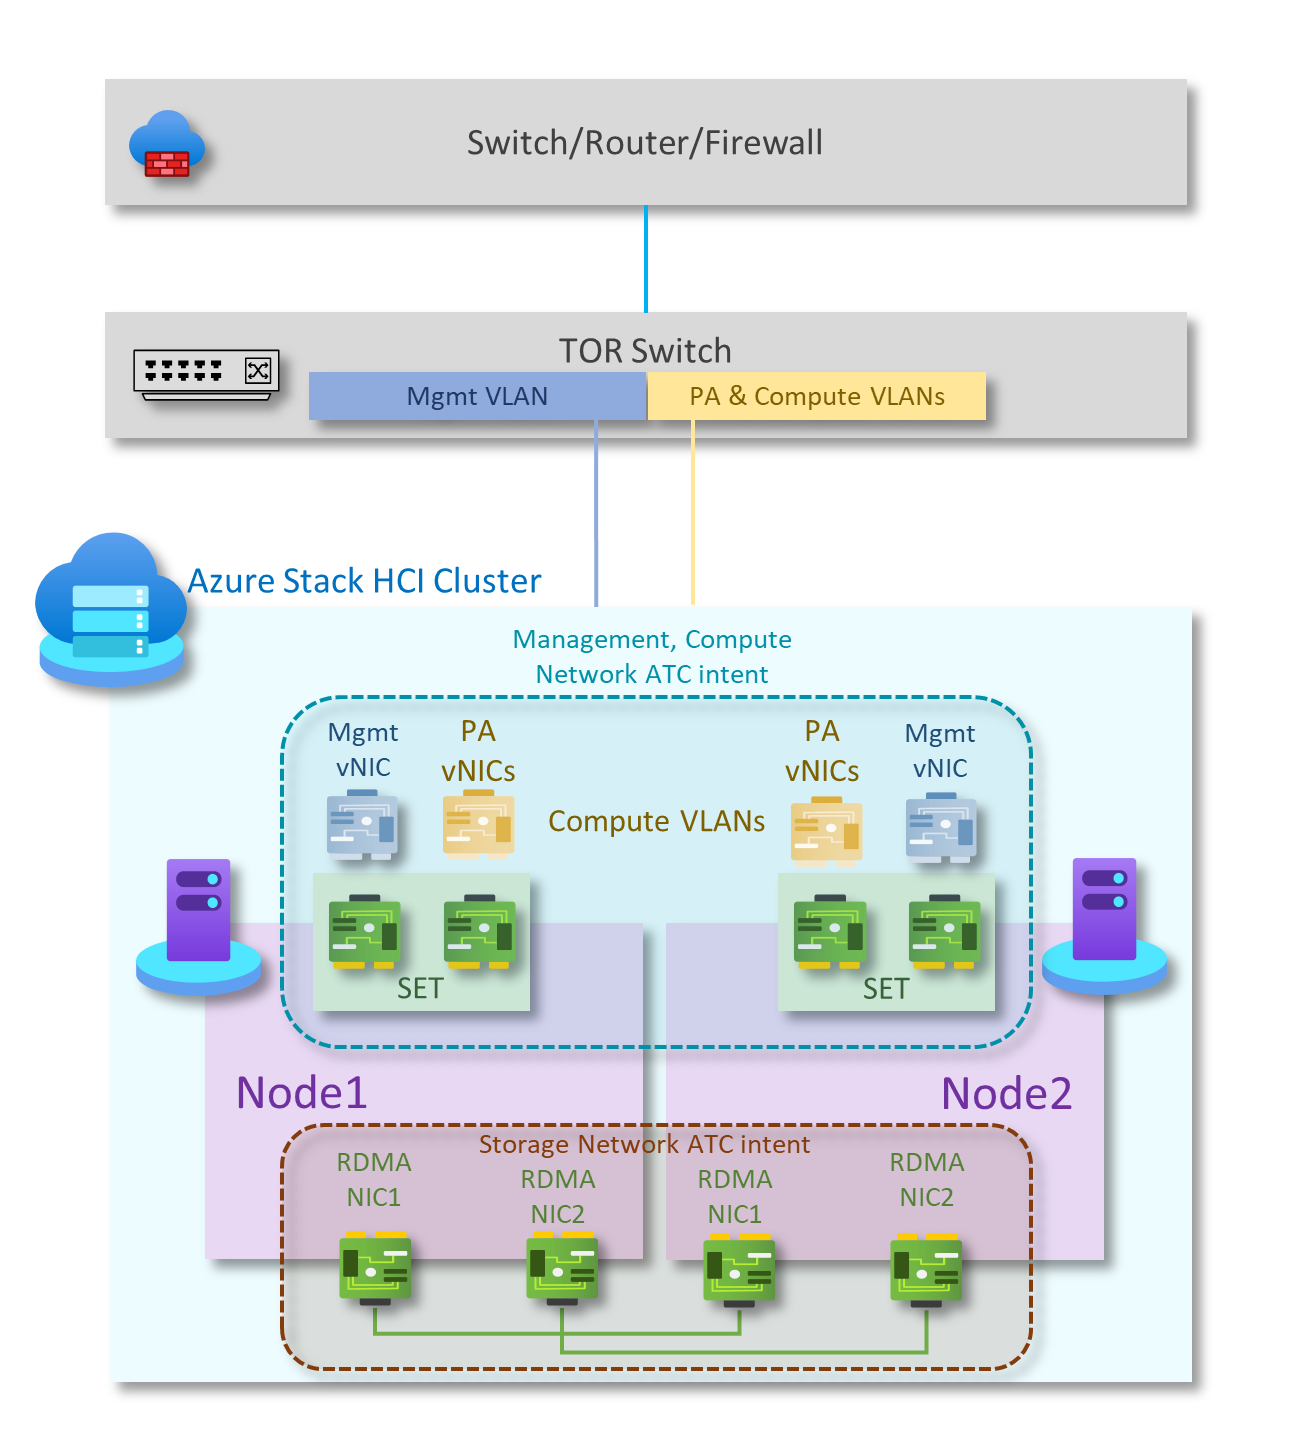 Switch/Router/Firewall
TOR Switch
Mgmt VLAN
PA & Compute VLANs
Azure Stack HCI Cluster
Management, Compute
Network ATC intent
Mgmt
vNIC
PA
vNICs
Compute VLANs
PA
vNICs
Mgmt
vNIC
SET
SET
Node1
Node2
Storage Network ATC intent
RDMA
NIC1
RDMA
NIC2
RDMA
NIC1
RDMA
NIC2